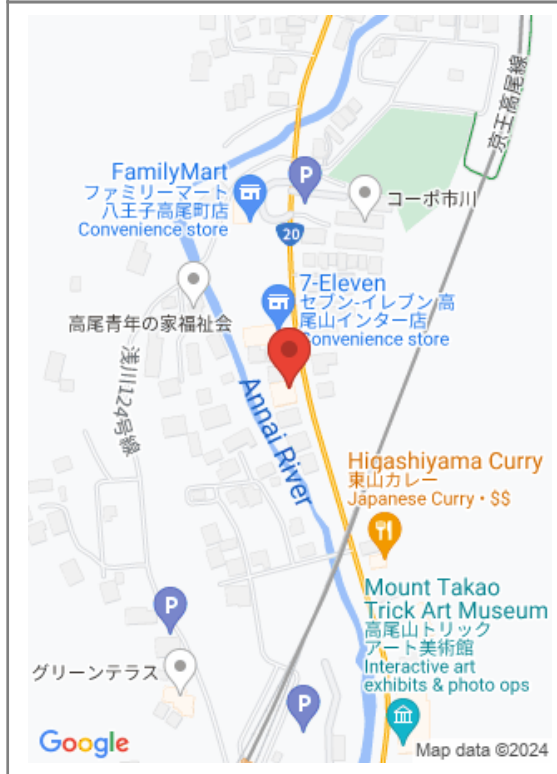 京王高尾線
FamilyMart
ファミリーマート
八王子高尾町店
Convenience store
P
コーポ市川
20
7-Eleven
セブン-イレブン 高
尾山インター店
Convenience store
高尾青年の家福祉会
浅川124号線
Annai River
Higashiyama Curry
東山カレー
Japanese Curry • $$
Mount Takao
Trick Art Museum
高尾山トリック
アート美術館
Interactive art
exhibits & photo ops
P
グリーンテラス
P
Google
Map data ©2024